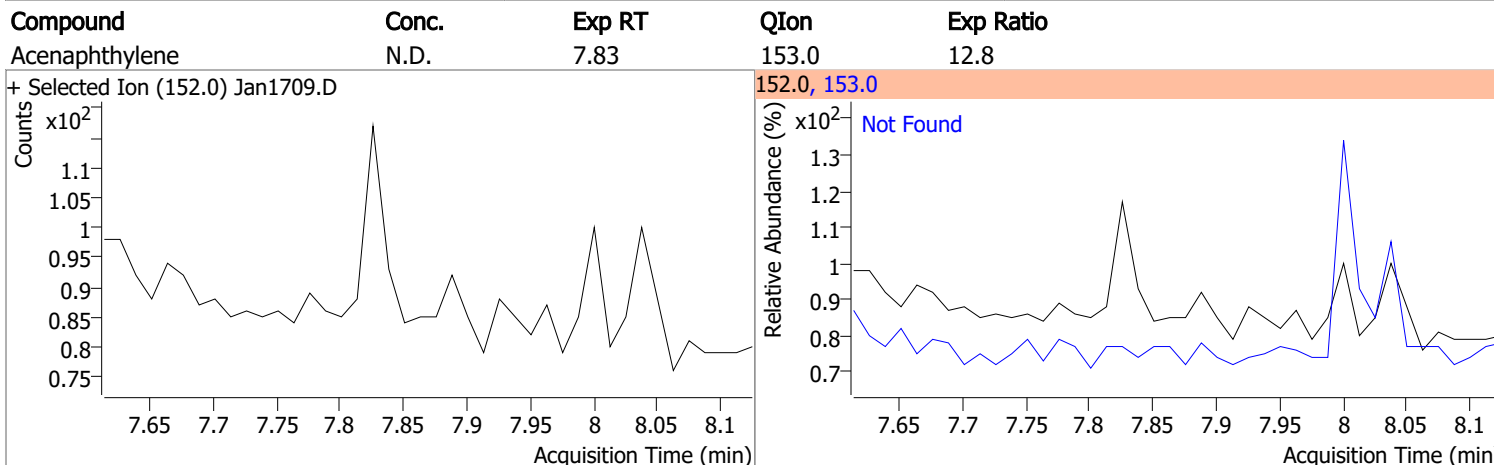 Compound Conc. Exp RT QIon Exp Ratio
Acenaphthylene N.D. 7.83 153.0 12.8
+ Selected Ion (152.0) Jan1709.D
Counts
x10²
1.1
1.05
1
0.95
0.9
0.85
0.8
0.75
7.65 7.7 7.75 7.8 7.85 7.9 7.95 8 8.05 8.1
Acquisition Time (min)
152.0, 153.0
Relative Abundance (%)
x10²
Not Found
1.3
1.2
1.1
1
0.9
0.8
0.7
7.65 7.7 7.75 7.8 7.85 7.9 7.95 8 8.05 8.1
Acquisition Time (min